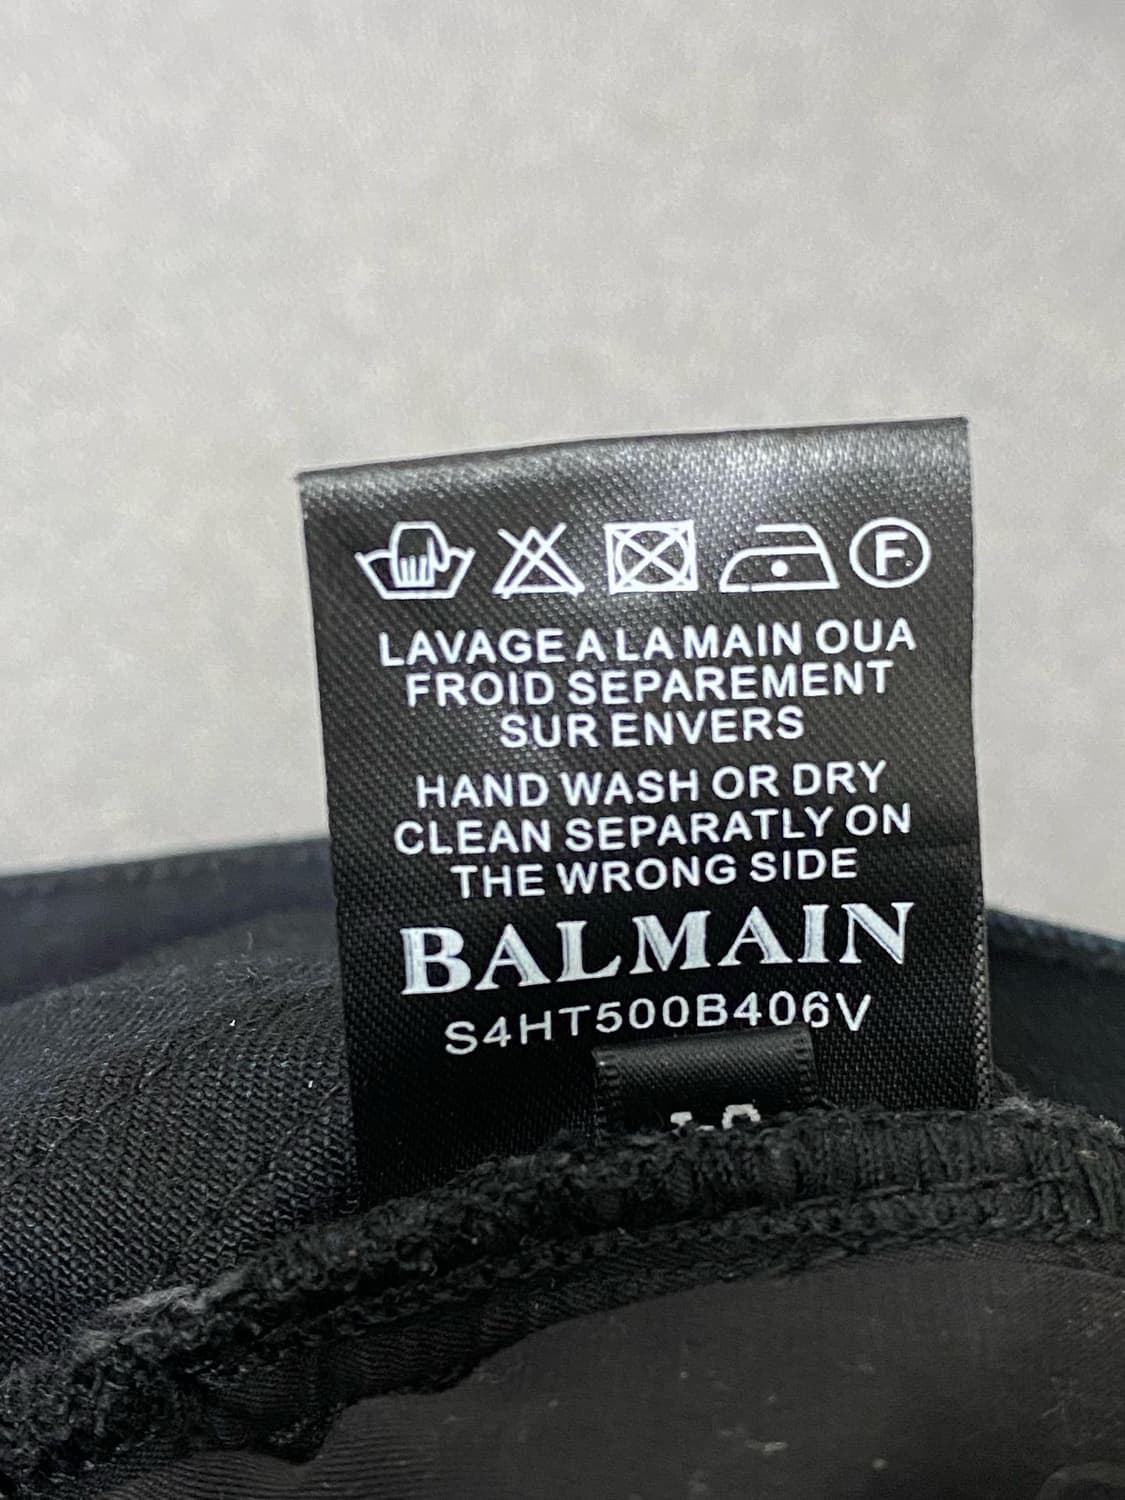 F
LAVAGE A LA MAIN OUA
FROID SEPAREMENT
SUR ENVERS
HAND WASH OR DRY
CLEAN SEPARATLY ON
THE WRONG SIDE
BALMAIN
S4HT500B406V